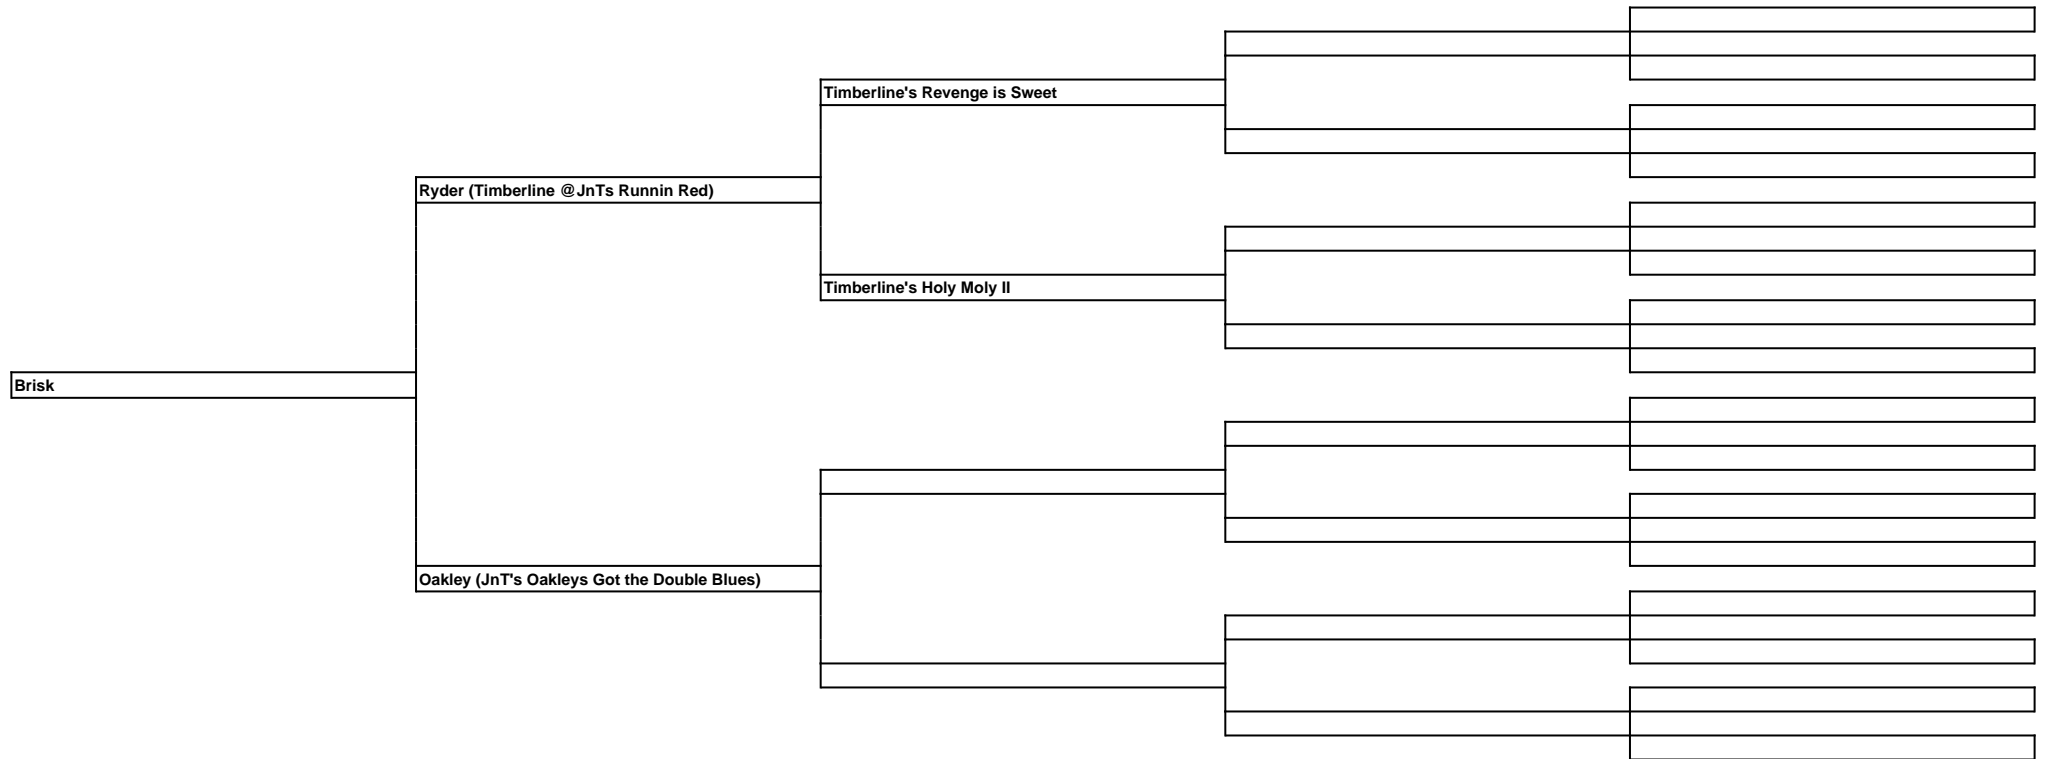 Timberline's Revenge is Sweet
Ryder (Timberline @JnTs Runnin Red)
Timberline's Holy Moly II
Brisk
Oakley (JnT's Oakleys Got the Double Blues)